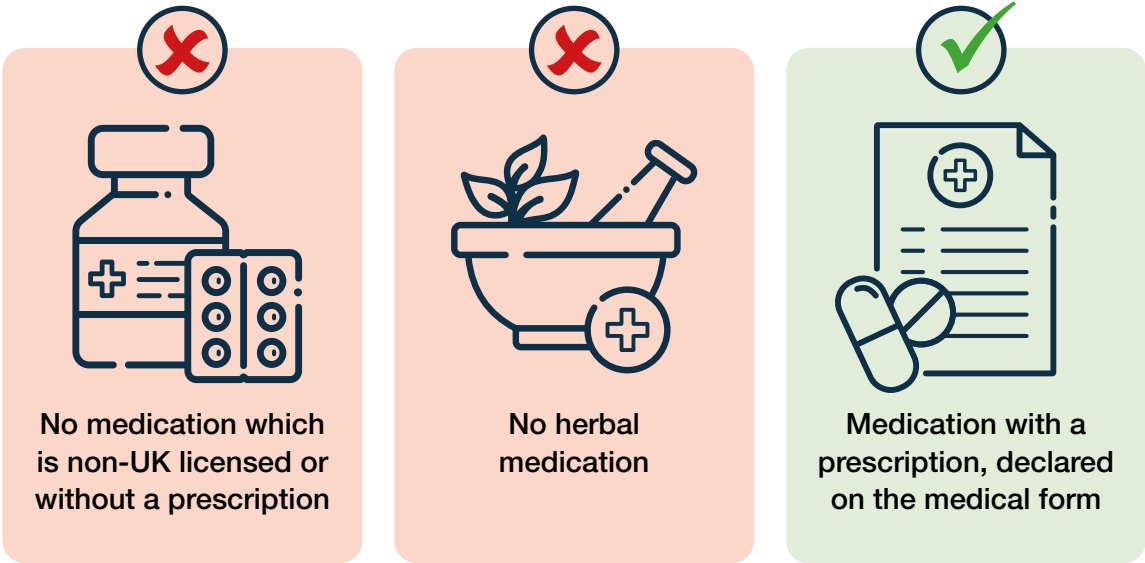 No medication which
is non-UK licensed or
without a prescription
No herbal
medication
Medication with a
prescription, declared
on the medical form